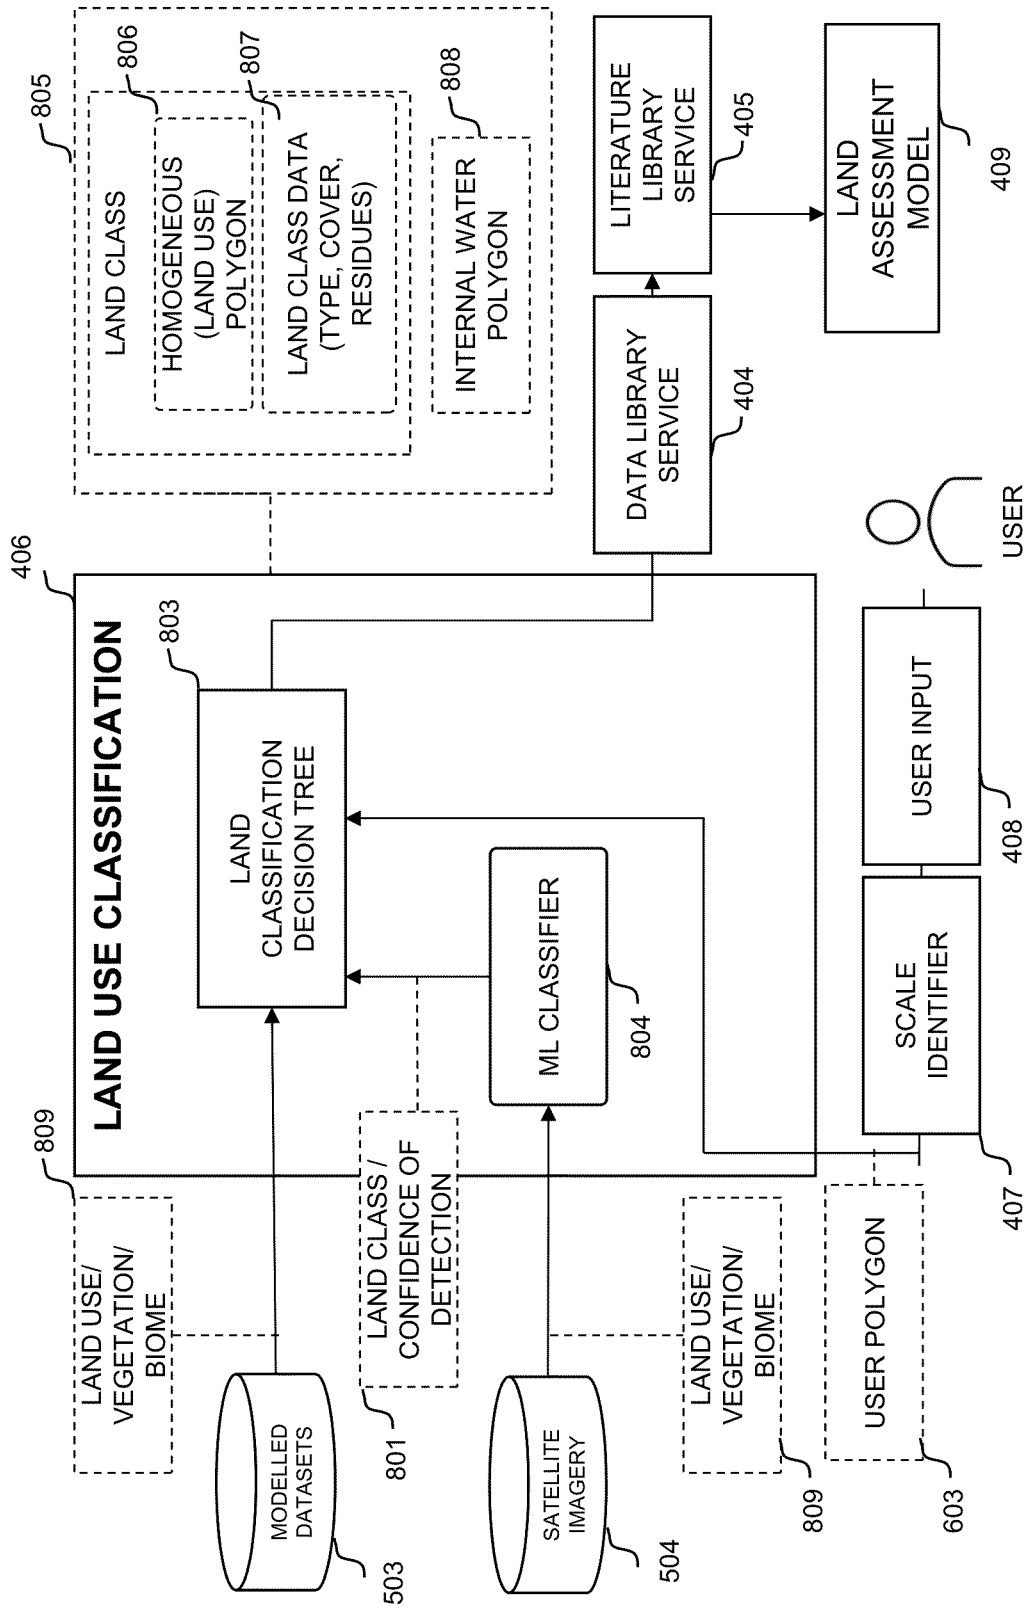 LAND USE CLASSIFICATION
406
809
LAND USE/
VEGETATION/
BIOME
MODELLED
DATASETS
503
LAND
CLASSIFICATION
DECISION TREE
803
LAND CLASS /
CONFIDENCE OF
DETECTION
801
SATELLITE
IMAGERY
504
ML CLASSIFIER
804
LAND USE/
VEGETATION/
BIOME
809
USER POLYGON
603
SCALE
IDENTIFIER
407
USER INPUT
408
USER
805
LAND CLASS
806
HOMOGENEOUS
(LAND USE)
POLYGON
807
LAND CLASS DATA
(TYPE, COVER,
RESIDUES)
808
INTERNAL WATER
POLYGON
DATA LIBRARY
SERVICE
404
LITERATURE
LIBRARY
SERVICE
405
LAND
ASSESSMENT
MODEL
409